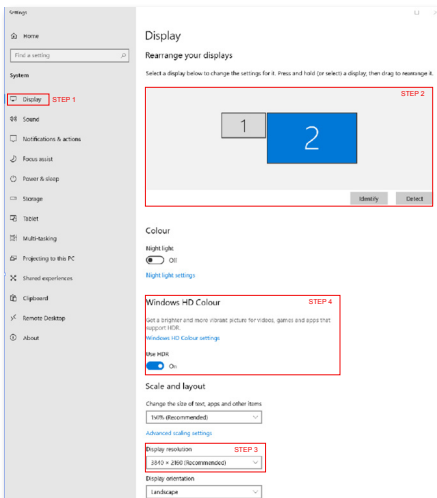 Settings
Home
Find a setting
System
Display STEP 1
Sound
Notifications & actions
Focus assist
Power & sleep
Storage
Tablet
Multi-tasking
Projecting to this PC
Shared experiences
Clipboard
Remote Desktop
About
Display
Rearrange your displays
Select a display below to change the settings for it. Press and hold (or select) a display, then drag to rearrange it.
STEP 2
1
2
Identify
Detect
Colour
Night light
Off
Night light settings
Windows HD Colour STEP 4
Get a brighter and more vibrant picture for videos, games and apps that
support HDR.
Windows HD Colour settings
Use HDR
On
Scale and layout
Change the size of text, apps and other items
(Recommended)
Advanced scaling settings
Display resolution STEP 3
3840 × 2160 (Recommended)
Display orientation
Landscape